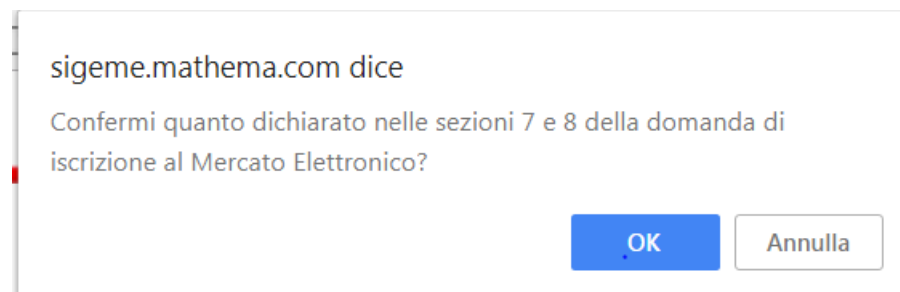 sigeme.mathema.com dice
Confermi quanto dichiarato nelle sezioni 7 e 8 della domanda di
iscrizione al Mercato Elettronico?
OK
Annulla